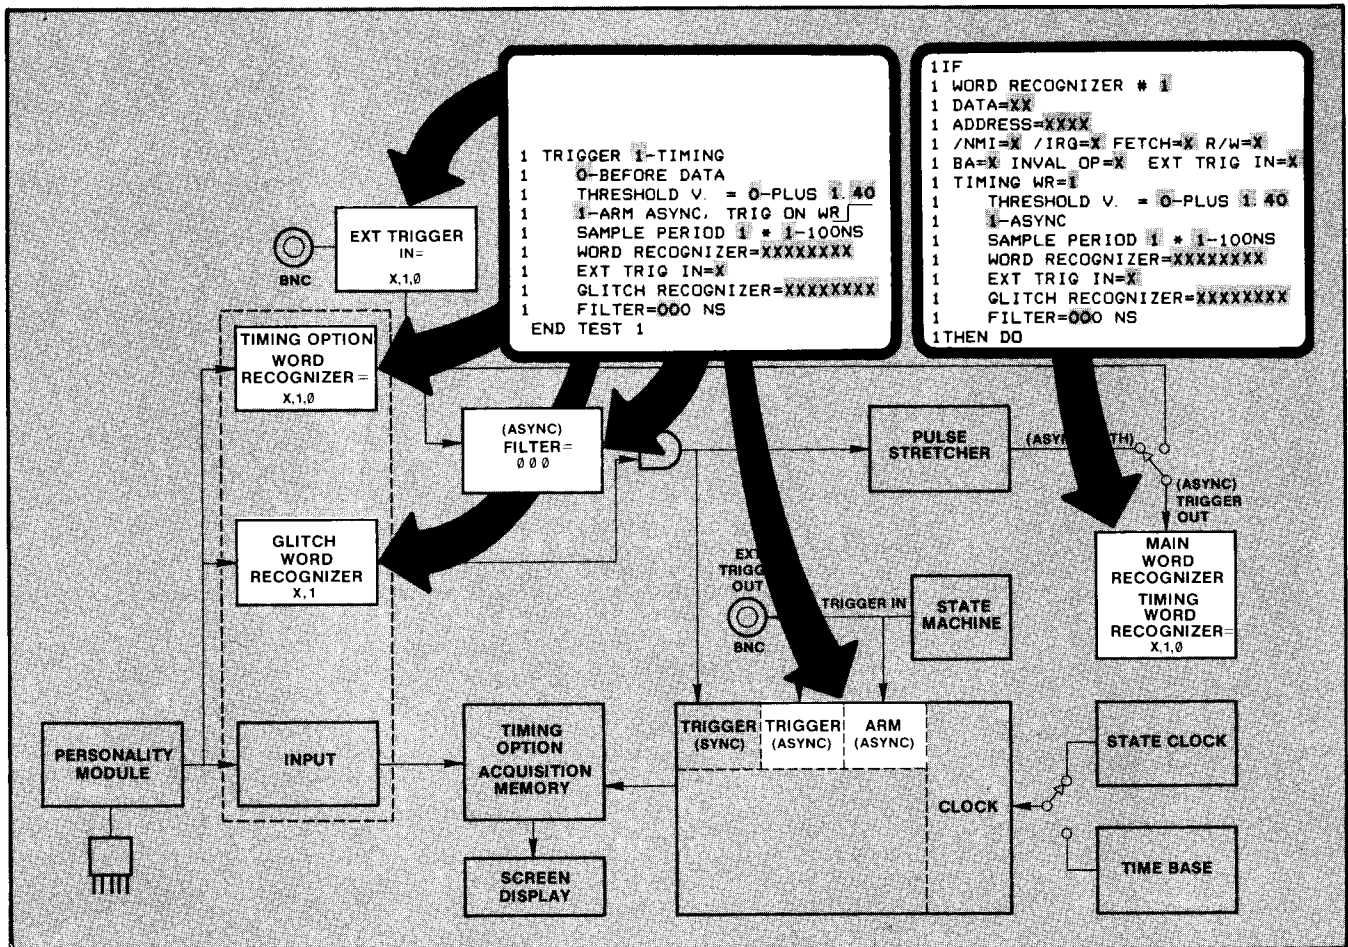 1 TRIGGER 1-TIMING
1 0-BEFORE DATA
1 THRESHOLD V. = 0-PLUS 1.40
1 1-ARM ASYNC, TRIG ON WR
1 SAMPLE PERIOD 1 * 1-100NS
1 WORD RECOGNIZER=XXXXXXXX
1 EXT TRIG IN=X
1 GLITCH RECOGNIZER=XXXXXXXX
1 FILTER=000 NS
END TEST 1
1IF
1 WORD RECOGNIZER # 1
1 DATA=XX
1 ADDRESS=XXXX
1 /NMI=X /IRG=X FETCH=X R/W=X
1 BA=X INVAL OP=X EXT TRIG IN=X
1 TIMING WR=1
1 THRESHOLD V. = 0-PLUS 1.40
1 1-ASYNC
1 SAMPLE PERIOD 1 * 1-100NS
1 WORD RECOGNIZER=XXXXXXXX
1 EXT TRIG IN=X
1 GLITCH RECOGNIZER=XXXXXXXX
1 FILTER=000 NS
1THEN DO
BNC
EXT TRIGGER
IN=
X,1,0
TIMING OPTION
WORD
RECOGNIZER=
X,1,0
(ASYNC)
FILTER=
000
PULSE
STRETCHER
(ASYNC)
TRIGGER
OUT
GLITCH
WORD
RECOGNIZER
X,1
MAIN
WORD
RECOGNIZER
TIMING
WORD
RECOGNIZER=
X,1,0
OUT
BNC
TRIGGER IN
STATE
MACHINE
PERSONALITY
MODULE
INPUT
TIMING
OPTION
ACQUISITION
MEMORY
SCREEN
DISPLAY
TRIGGER
(SYNC)
TRIGGER
(ASYNC)
ARM
(ASYNC)
CLOCK
STATE CLOCK
TIME BASE